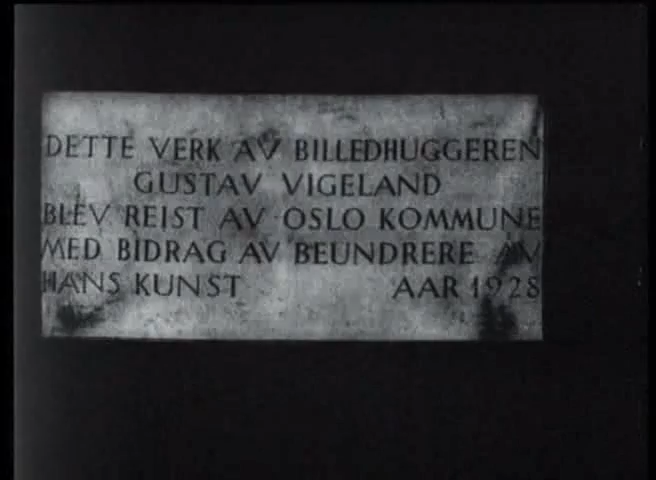 DETTE VERK AV BILLEDHUGGEREN
GUSTAV VIGELAND
BLEV REIST AV OSLO KOMMUNE
MED BIDRAG AV BEUNDRERE AV
HANS KUNST AAR 1928